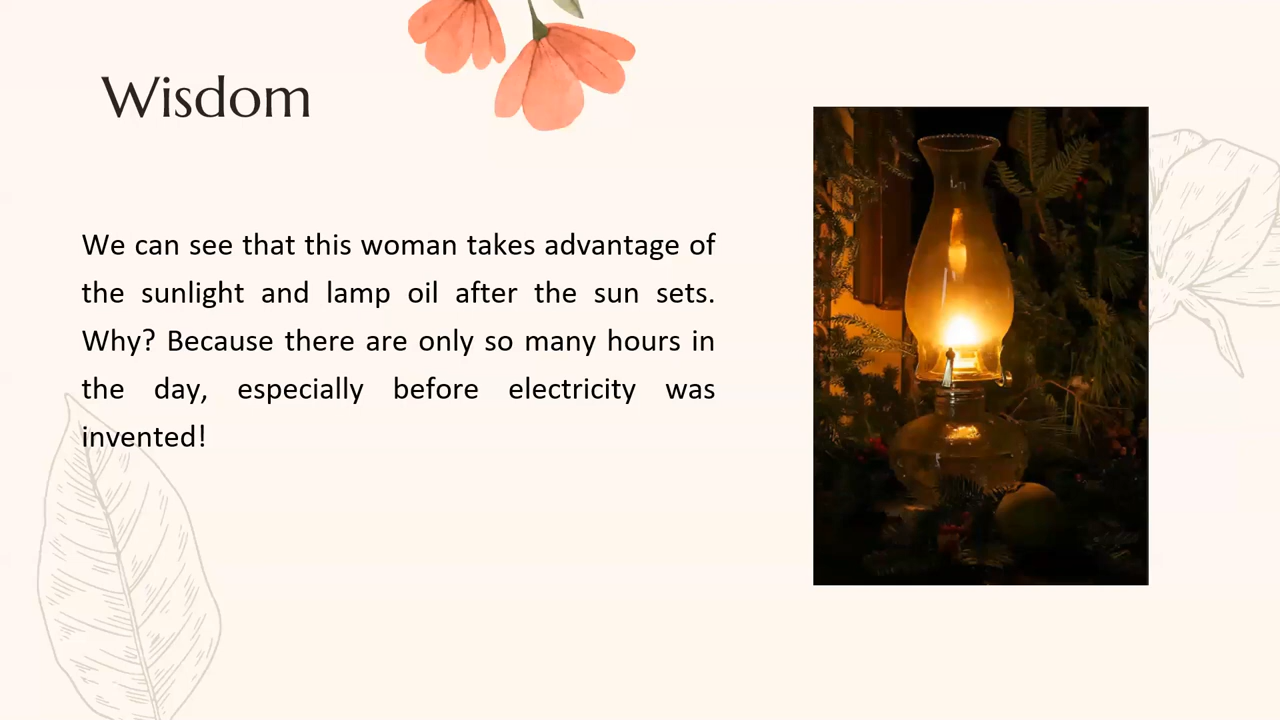 Wisdom
We can see that this woman takes advantage of
the sunlight and lamp oil after the sun sets.
Why? Because there are only so many hours in
the day, especially before electricity was
invented!